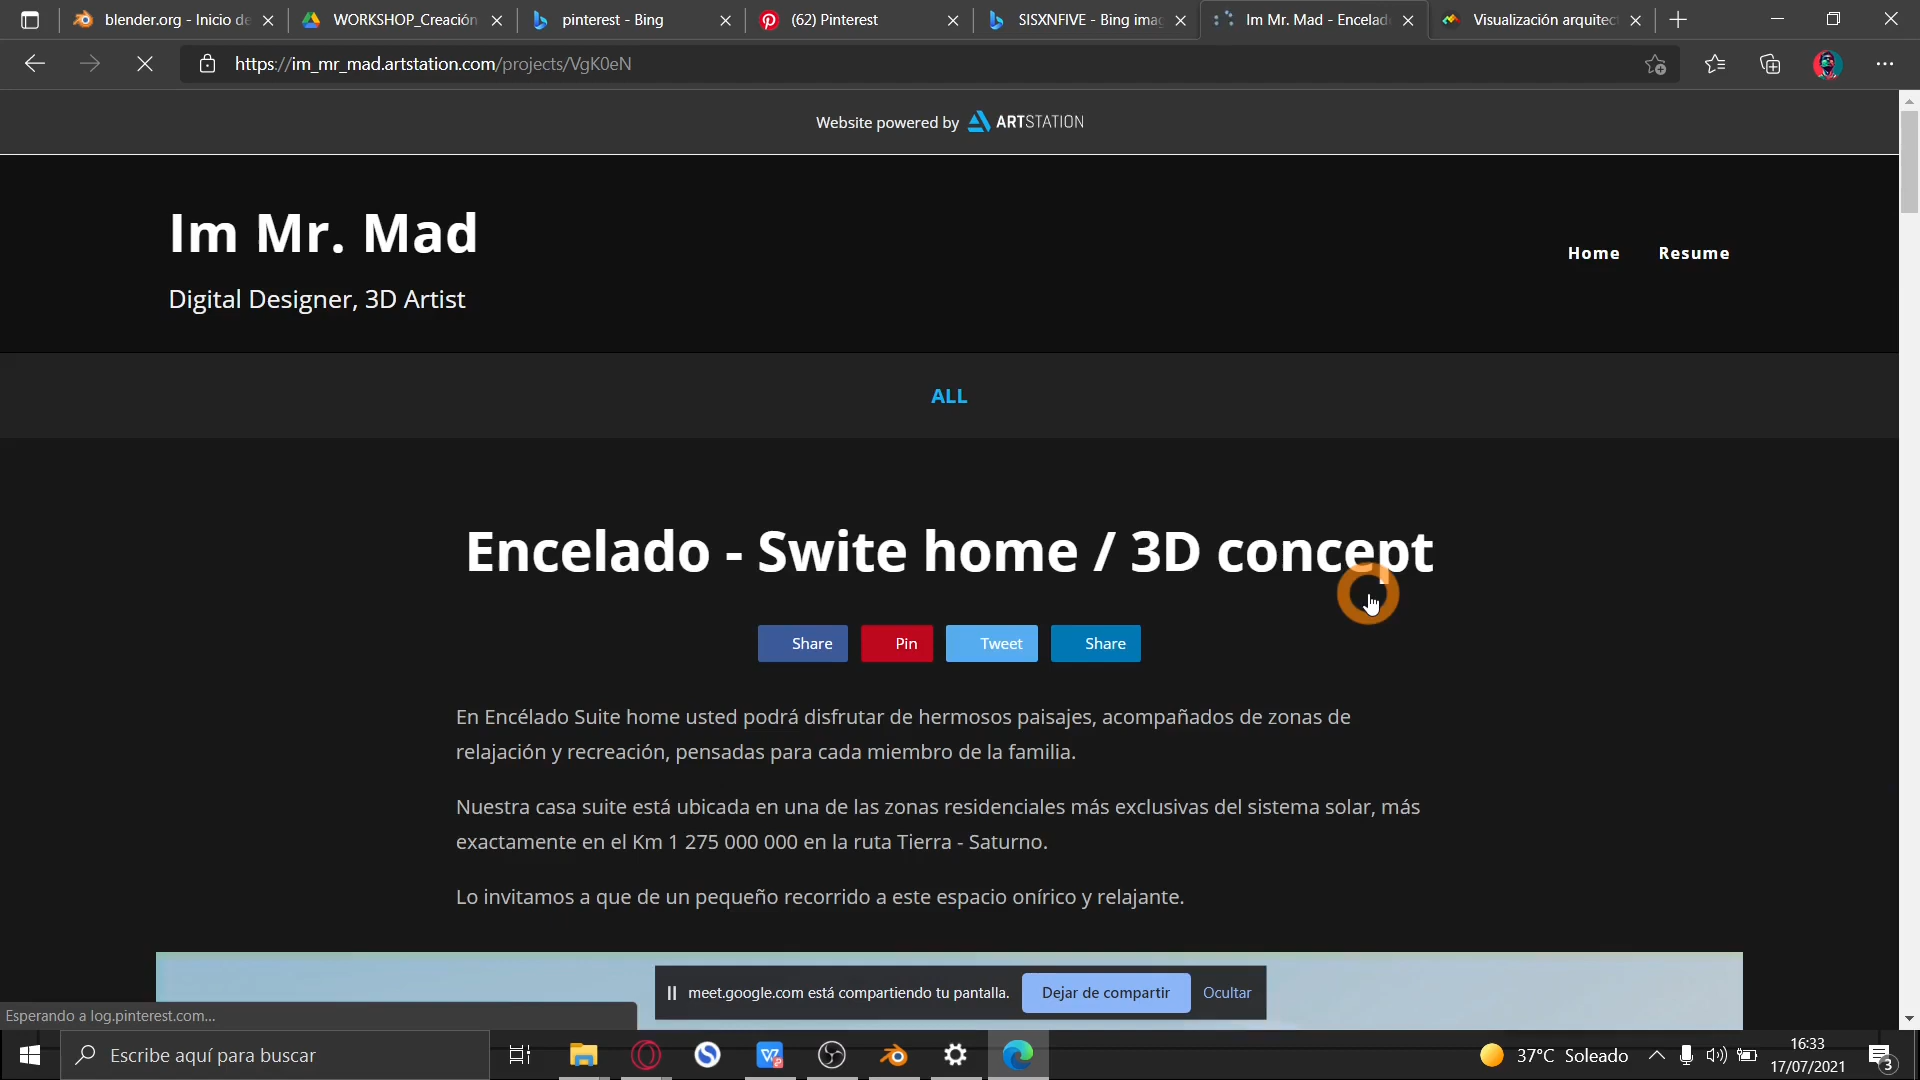 blender.org - Inicio de
WORKSHOP_Creación
pinterest - Bing
(62) Pinterest
SISXNFIVE - Bing imag
Im Mr. Mad - Encelad
Visualización arquitect
https://im_mr_mad.artstation.com/projects/VgK0eN
Website powered by ARTSTATION
Im Mr. Mad
Digital Designer, 3D Artist
Home
Resume
ALL
Encelado - Swite home / 3D concept
Share
Pin
Tweet
Share
En Encélado Suite home usted podrá disfrutar de hermosos paisajes, acompañados de zonas de
relajación y recreación, pensadas para cada miembro de la familia.
Nuestra casa suite está ubicada en una de las zonas residenciales más exclusivas del sistema solar, más
exactamente en el Km 1 275 000 000 en la ruta Tierra - Saturno.
Lo invitamos a que de un pequeño recorrido a este espacio onírico y relajante.
meet.google.com está compartiendo tu pantalla.
Dejar de compartir
Ocultar
Esperando a log.pinterest.com...
Escribe aquí para buscar
37°C Soleado
16:33
17/07/2021
3